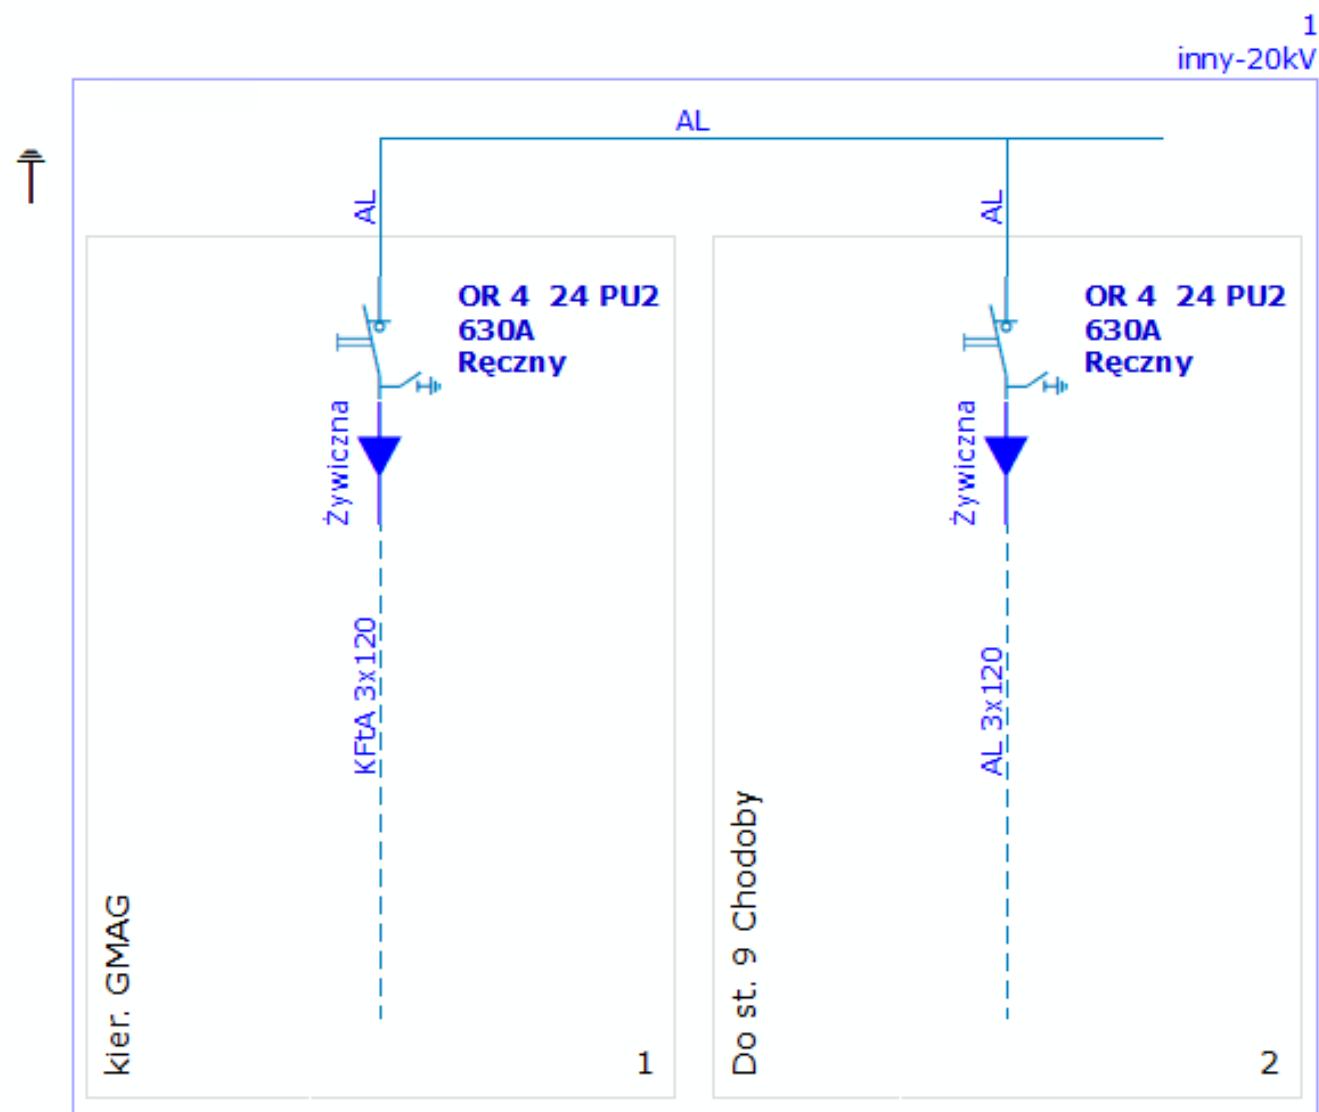 1
inny-20kV
AL
AL
OR 4  24 PU2
630A
Ręczny
Żywiczna
KFtA 3x120
kier. GMAG
1
AL
OR 4  24 PU2
630A
Ręczny
Żywiczna
AL 3x120
Do st. 9 Chodoby
2